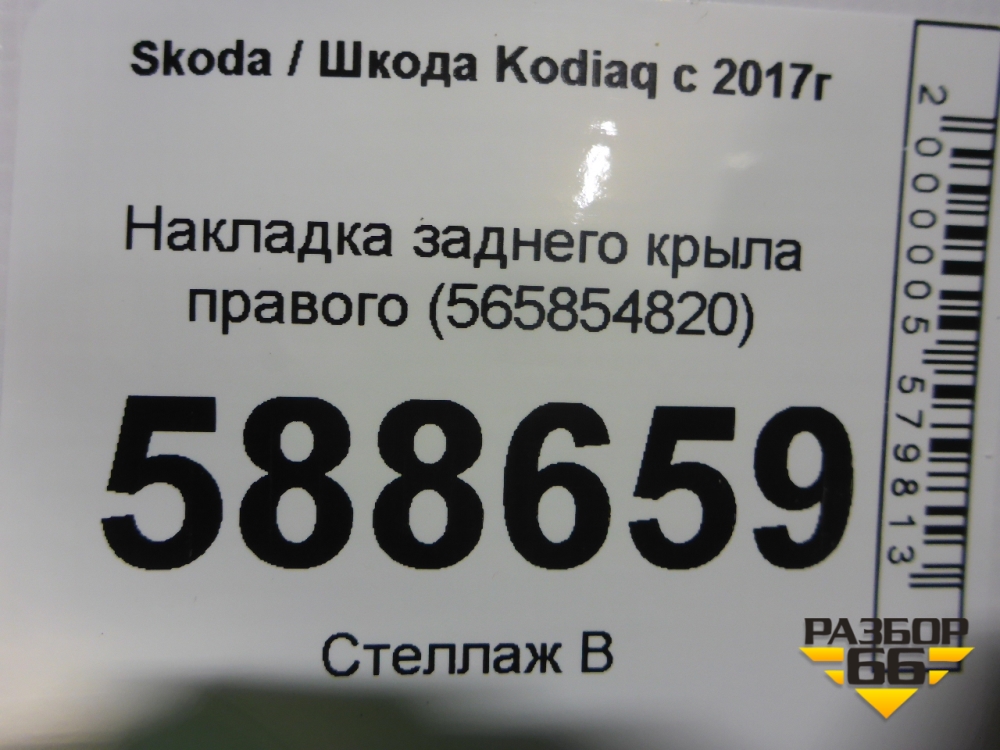 Skoda / Шкода Kodiaq с 2017г
Накладка заднего крыла
правого (565854820)
588659
Стеллаж В
2000005579813
РАЗБОР
66